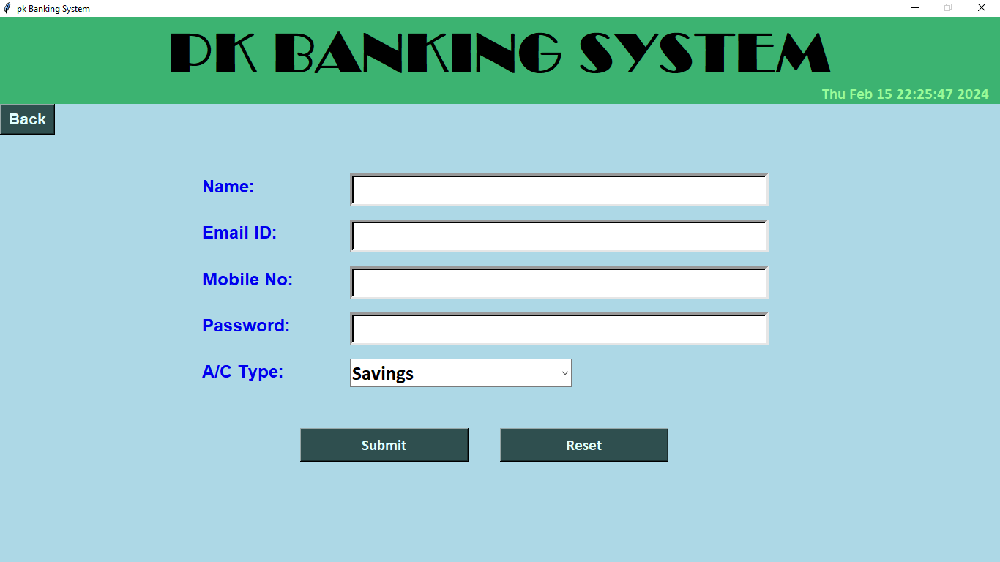 pk Banking System
PK BANKING SYSTEM
Thu Feb 15 22:25:47 2024
Back
Name:
Email ID:
Mobile No:
Password:
A/C Type:
Savings
Submit
Reset